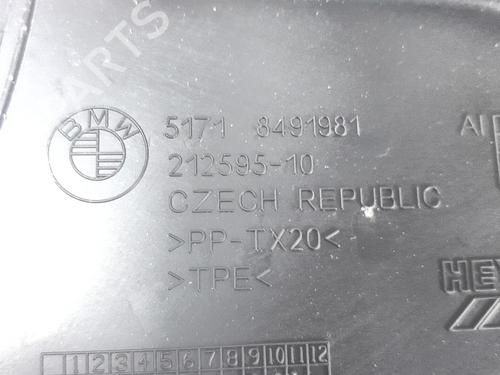 PARTS
BMW
5171 8491981
212595-10
CZECH REPUBLIC
>PP-TX20<
>TPE<
1 2 3 4 5 6 7 8 9 10 11 12